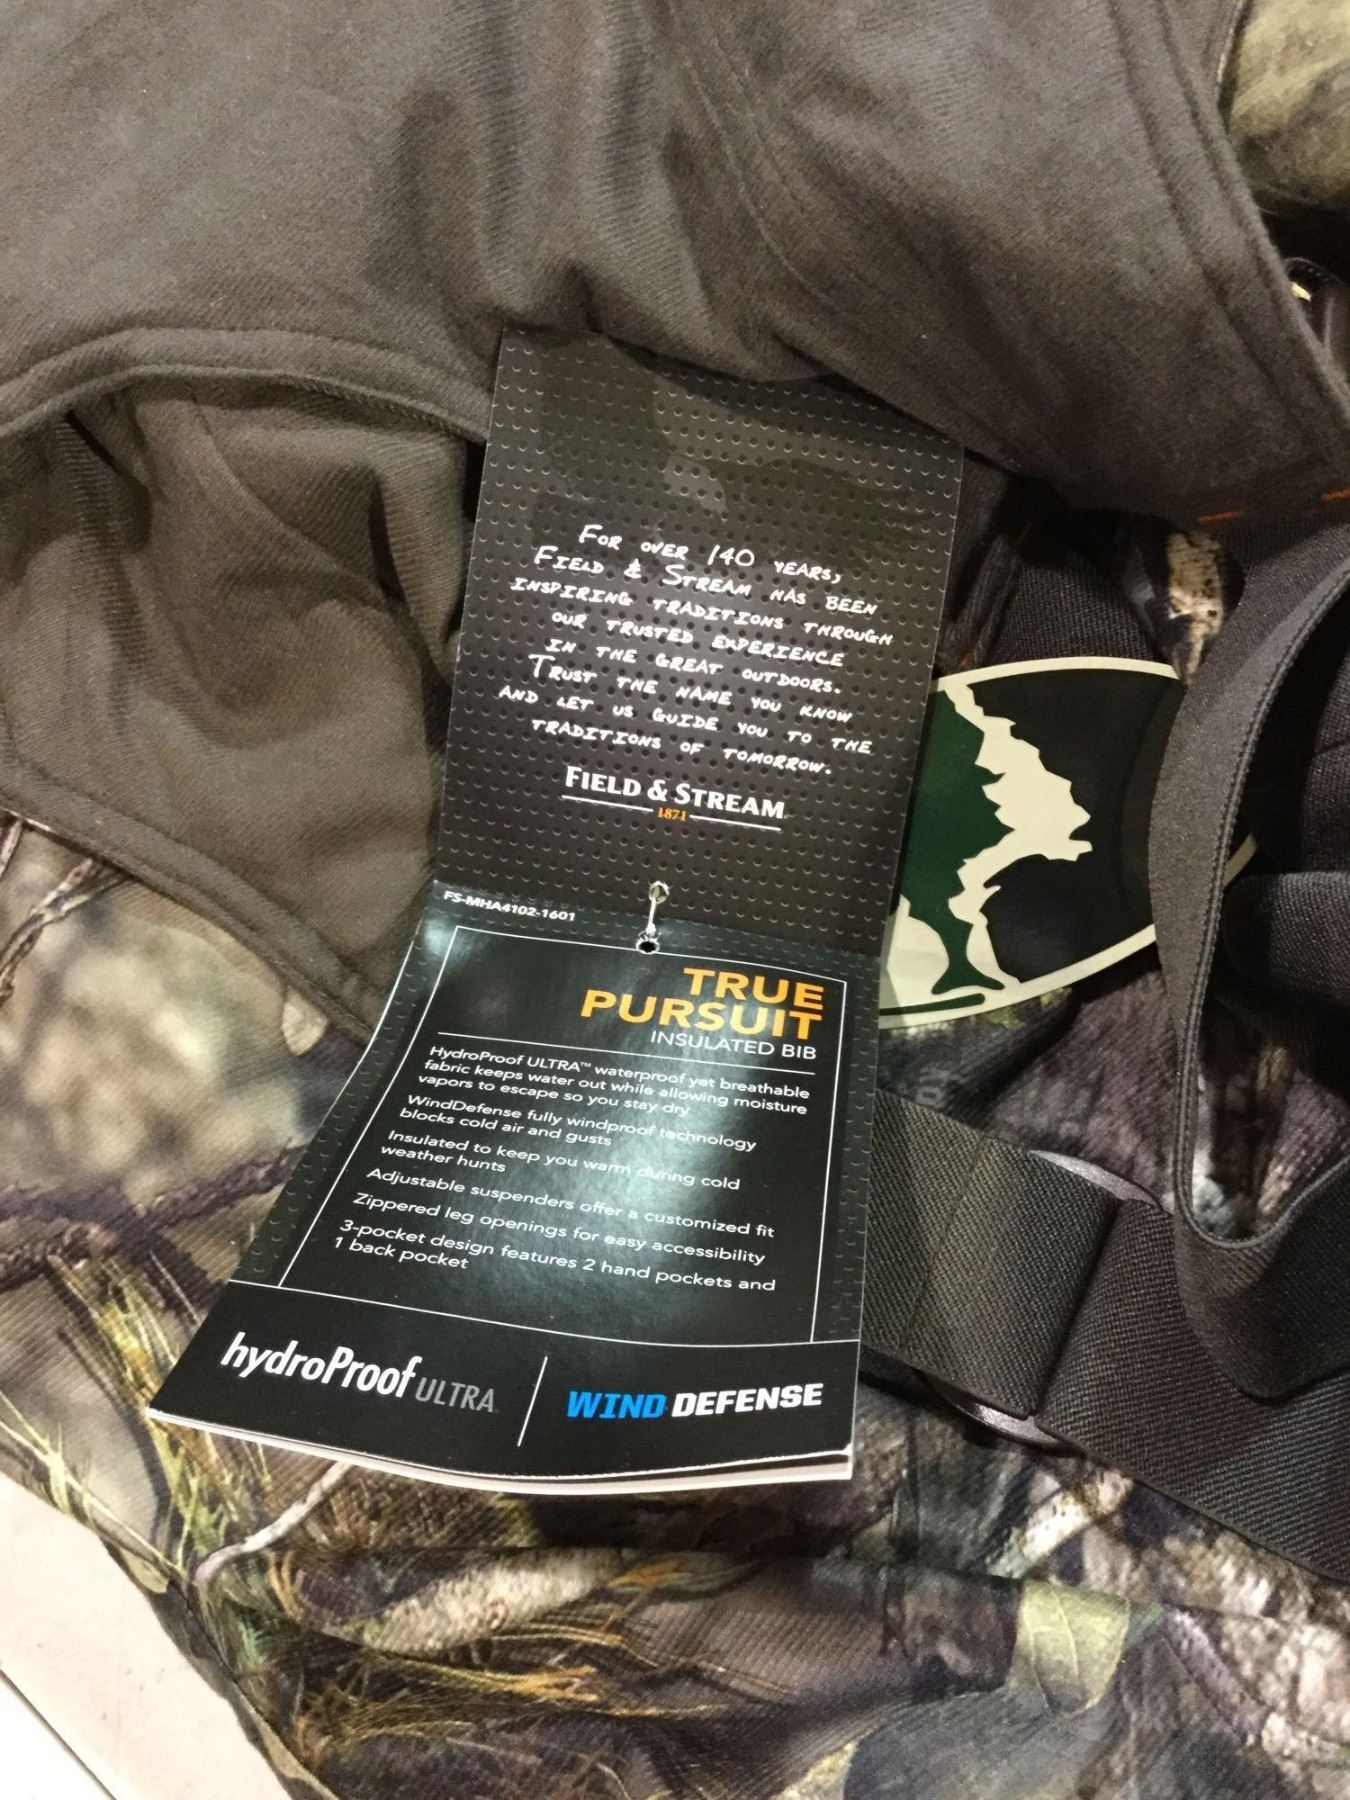 FOR OVER 140 YEARS,
FIELD & STREAM HAS BEEN
INSPIRING TRADITIONS THROUGH
OUR TRUSTED EXPERIENCE
IN THE GREAT OUTDOORS.
TRUST THE NAME YOU KNOW
AND LET US GUIDE YOU TO THE
TRADITIONS OF TOMORROW.
FIELD & STREAM
1871
FS-MHA4102-1601
TRUE
PURSUIT
INSULATED BIB
HydroProof ULTRA™ waterproof yet breathable
fabric keeps water out while allowing moisture
vapors to escape so you stay dry
WindDefense fully windproof technology
blocks cold air and gusts
Insulated to keep you warm during cold
weather hunts
Adjustable suspenders offer a customized fit
Zippered leg openings for easy accessibility
3-pocket design features 2 hand pockets and
1 back pocket
hydroProof ULTRA
WIND DEFENSE